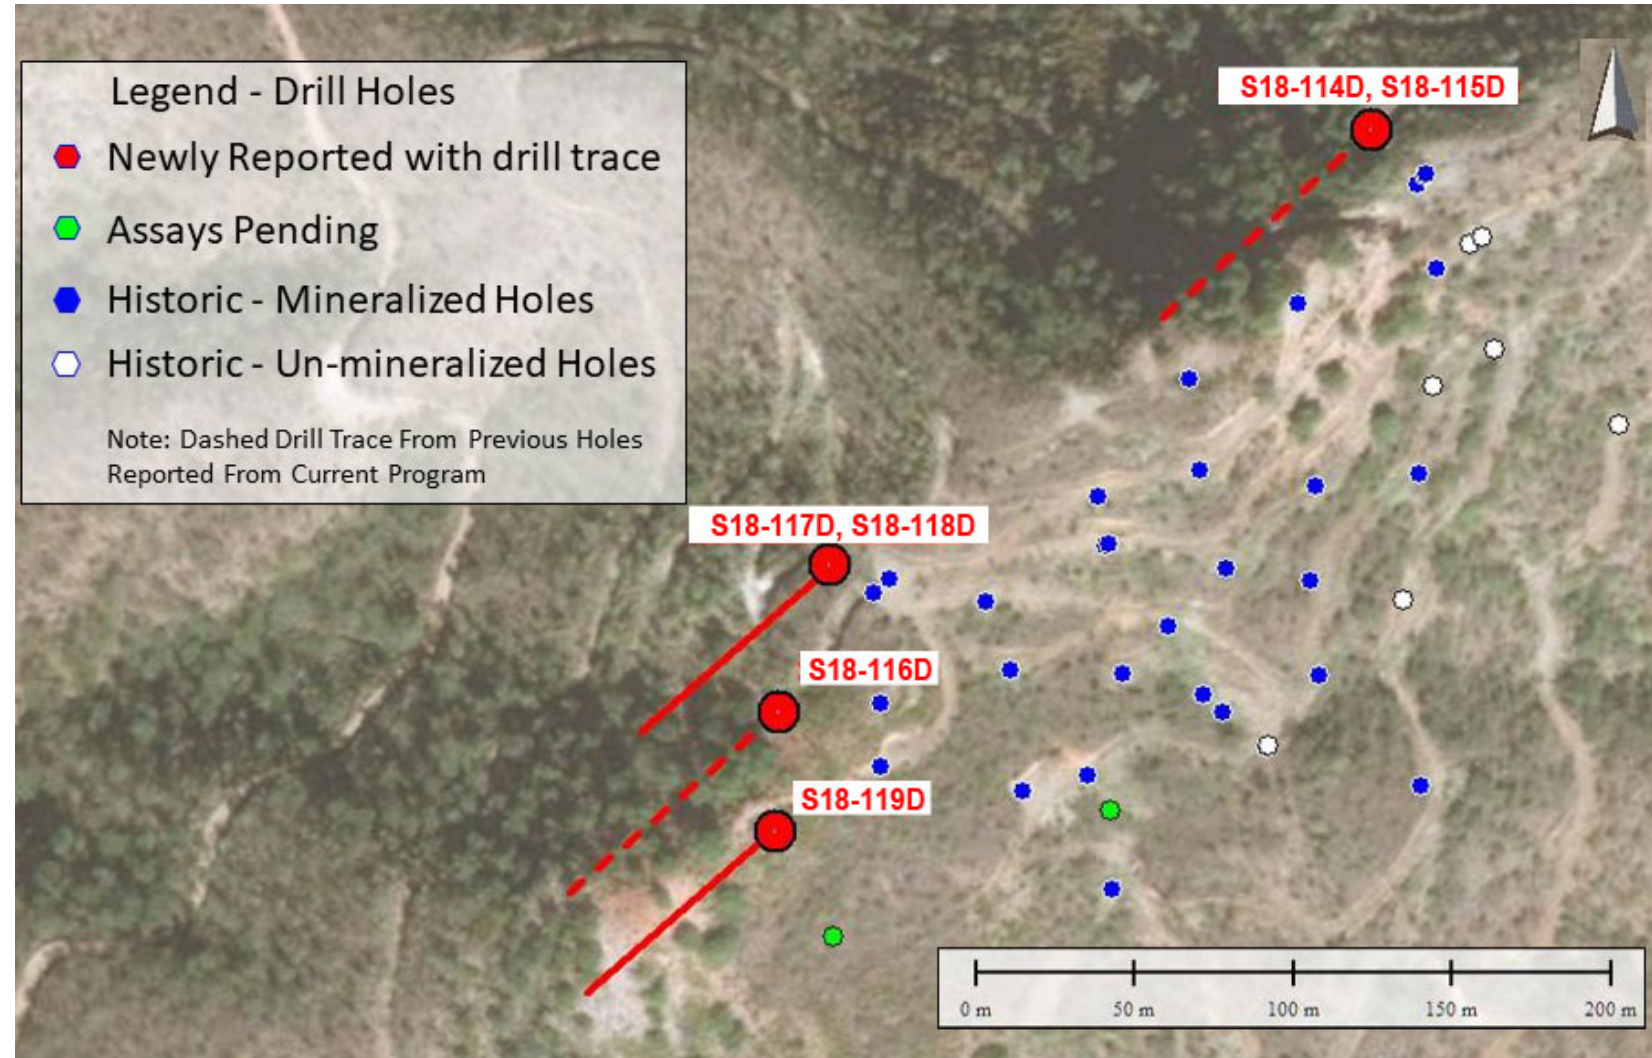 Legend - Drill Holes
Newly Reported with drill trace
Assays Pending
Historic - Mineralized Holes
Historic - Un-mineralized Holes
Note: Dashed Drill Trace From Previous Holes
Reported From Current Program
S18-114D, S18-115D
S18-117D, S18-118D
S18-116D
S18-119D
0 m 50 m 100 m 150 m 200 m